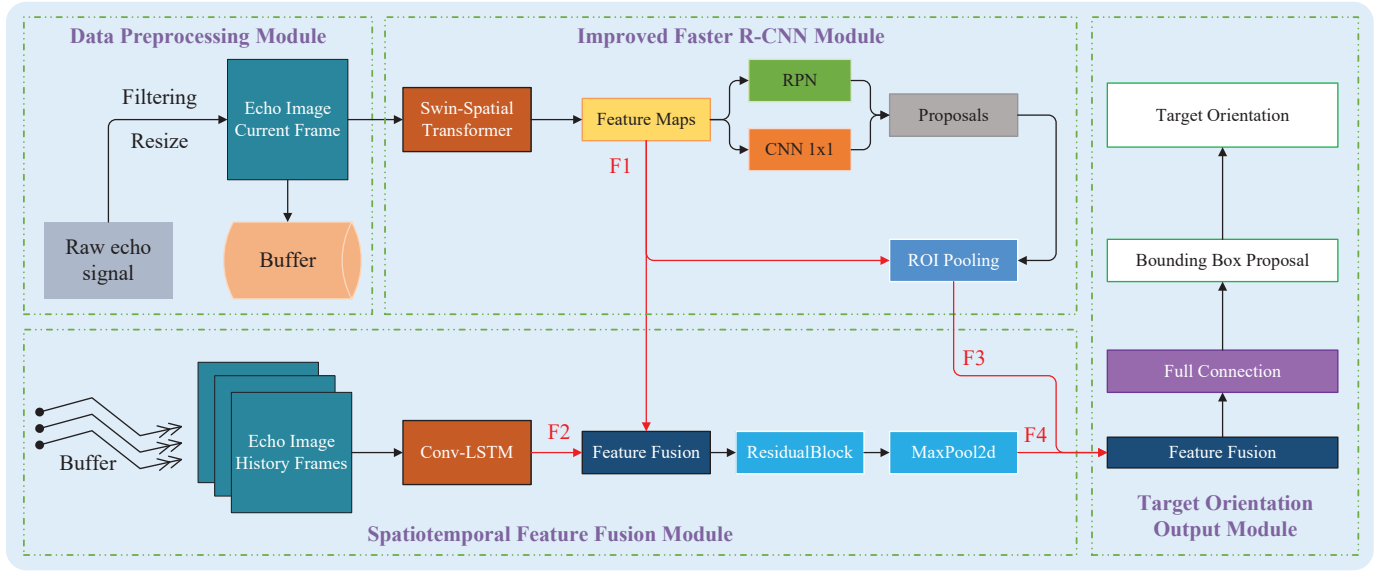 Data Preprocessing Module
Filtering
Resize
Echo Image
Current Frame
Raw echo
signal
Buffer
Improved Faster R-CNN Module
Swin-Spatial
Transformer
Feature Maps
F1
RPN
CNN 1x1
Proposals
ROI Pooling
F3
Buffer
Echo Image
History Frames
Conv-LSTM
F2
Feature Fusion
ResidualBlock
MaxPool2d
F4
Spatiotemporal Feature Fusion Module
Target Orientation
Bounding Box Proposal
Full Connection
Feature Fusion
Target Orientation
Output Module